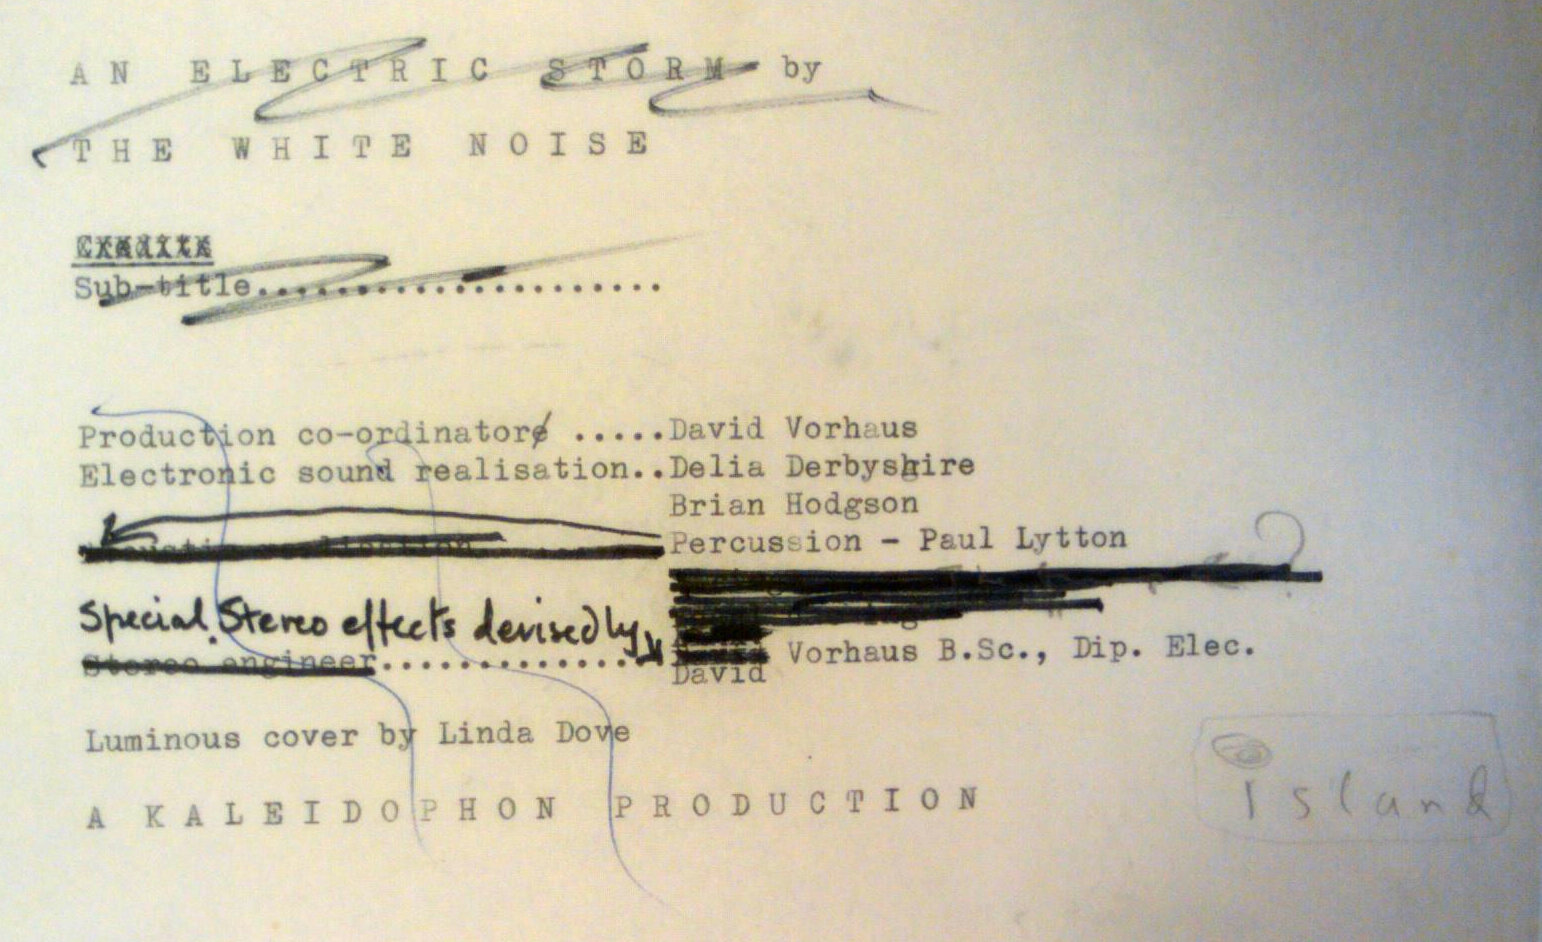 AN ELECTRIC STORM by
THE WHITE NOISE
Credits
Sub-title......................
Production co-ordinator .....David Vorhaus
Electronic sound realisation..Delia Derbyshire
Brian Hodgson
Percussion - Paul Lytton
?
Special Stereo effects devised by
Stereo engineer............... Vorhaus B.Sc., Dip. Elec.
David
Luminous cover by Linda Dove
A KALEIDOPHON PRODUCTION
Island